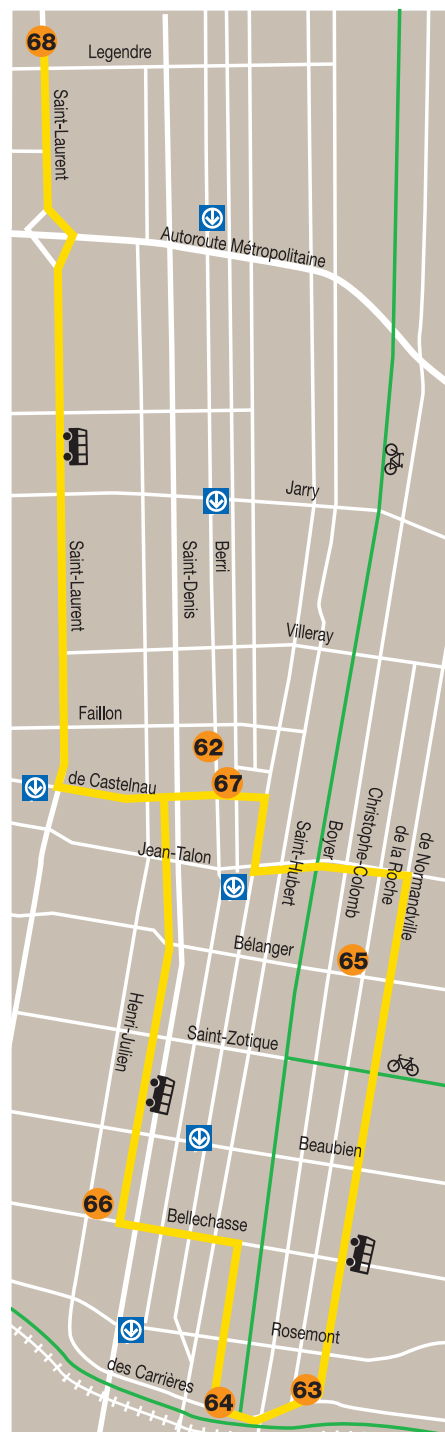 68
Legendre
Saint-Laurent
Autoroute Métropolitaine
Jarry
Saint-Laurent
Saint-Denis
Berri
Villeray
Faillon
62
de Castelnau
67
Jean-Talon
Saint-Hubert
Boyer
Christophe-Colomb
de la Roche
de Normandville
Bélanger
65
Henri-Julien
Saint-Zotique
Beaubien
66
Bellechasse
Rosemont
des Carrières
64
63